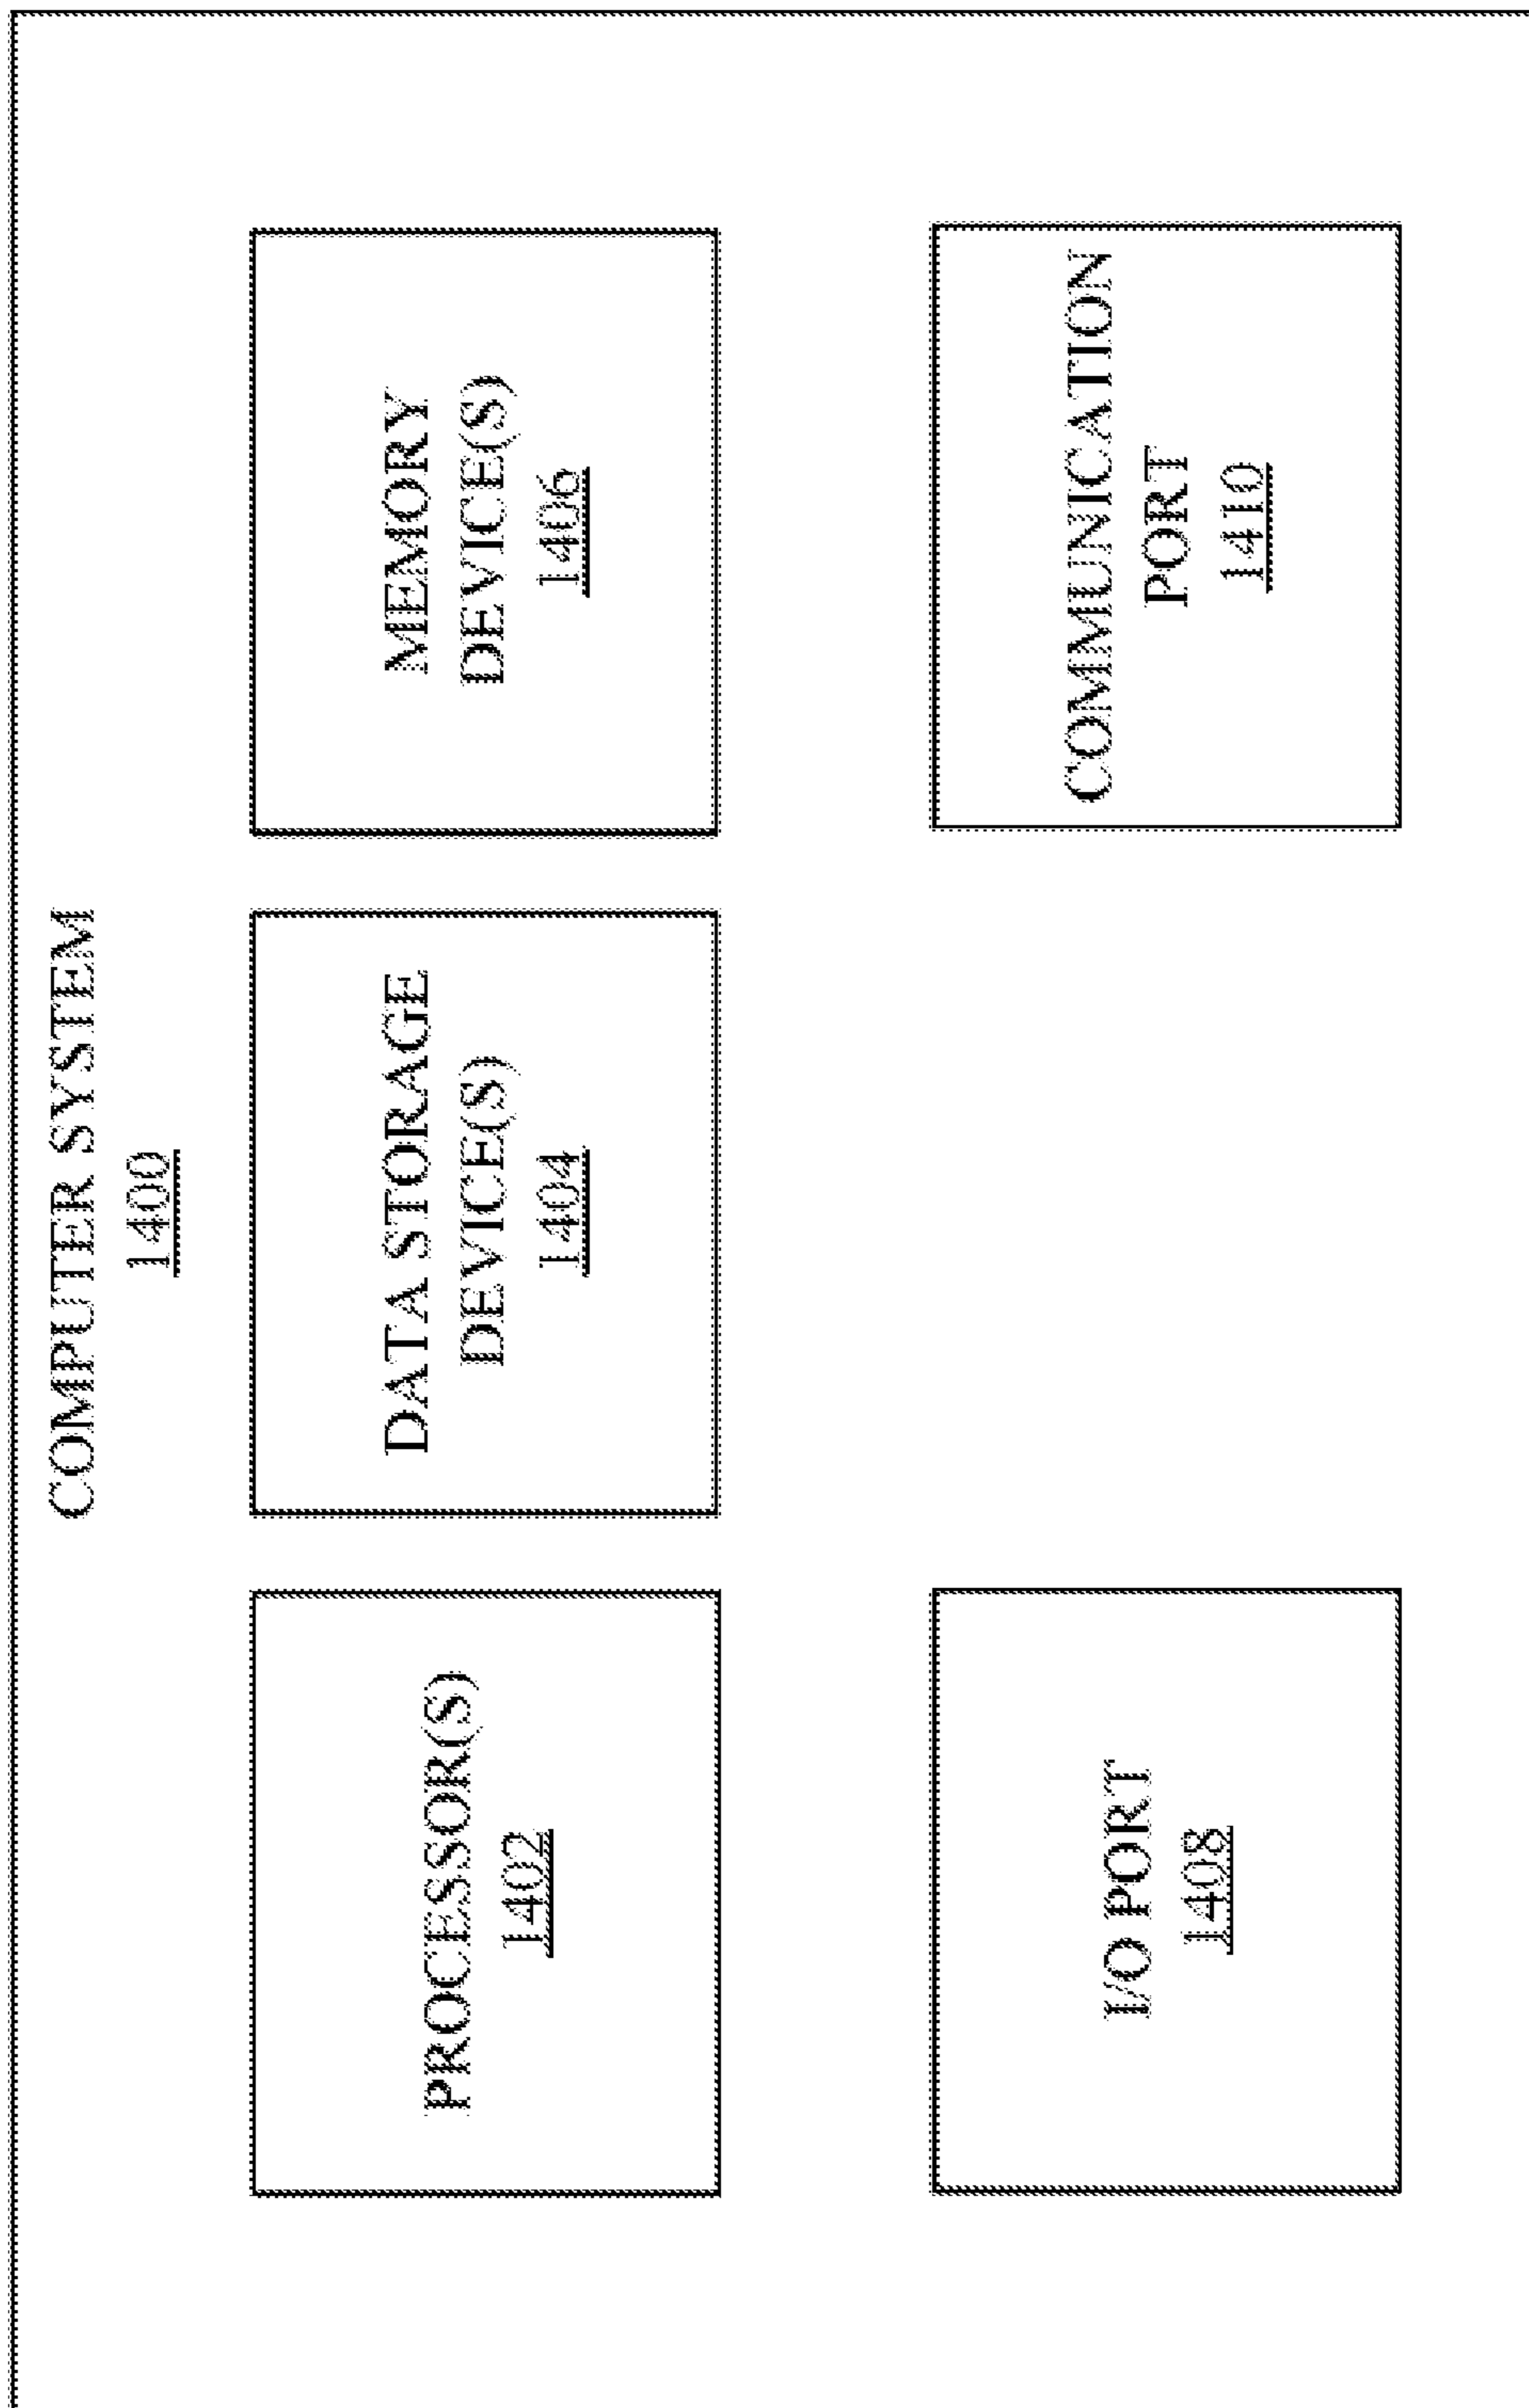 COMPUTER SYSTEM
1400
PROCESSOR(S)
1402
DATA STORAGE
DEVICE(S)
1404
MEMORY
DEVICE(S)
1406
I/O PORT
1408
COMMUNICATION
PORT
1410